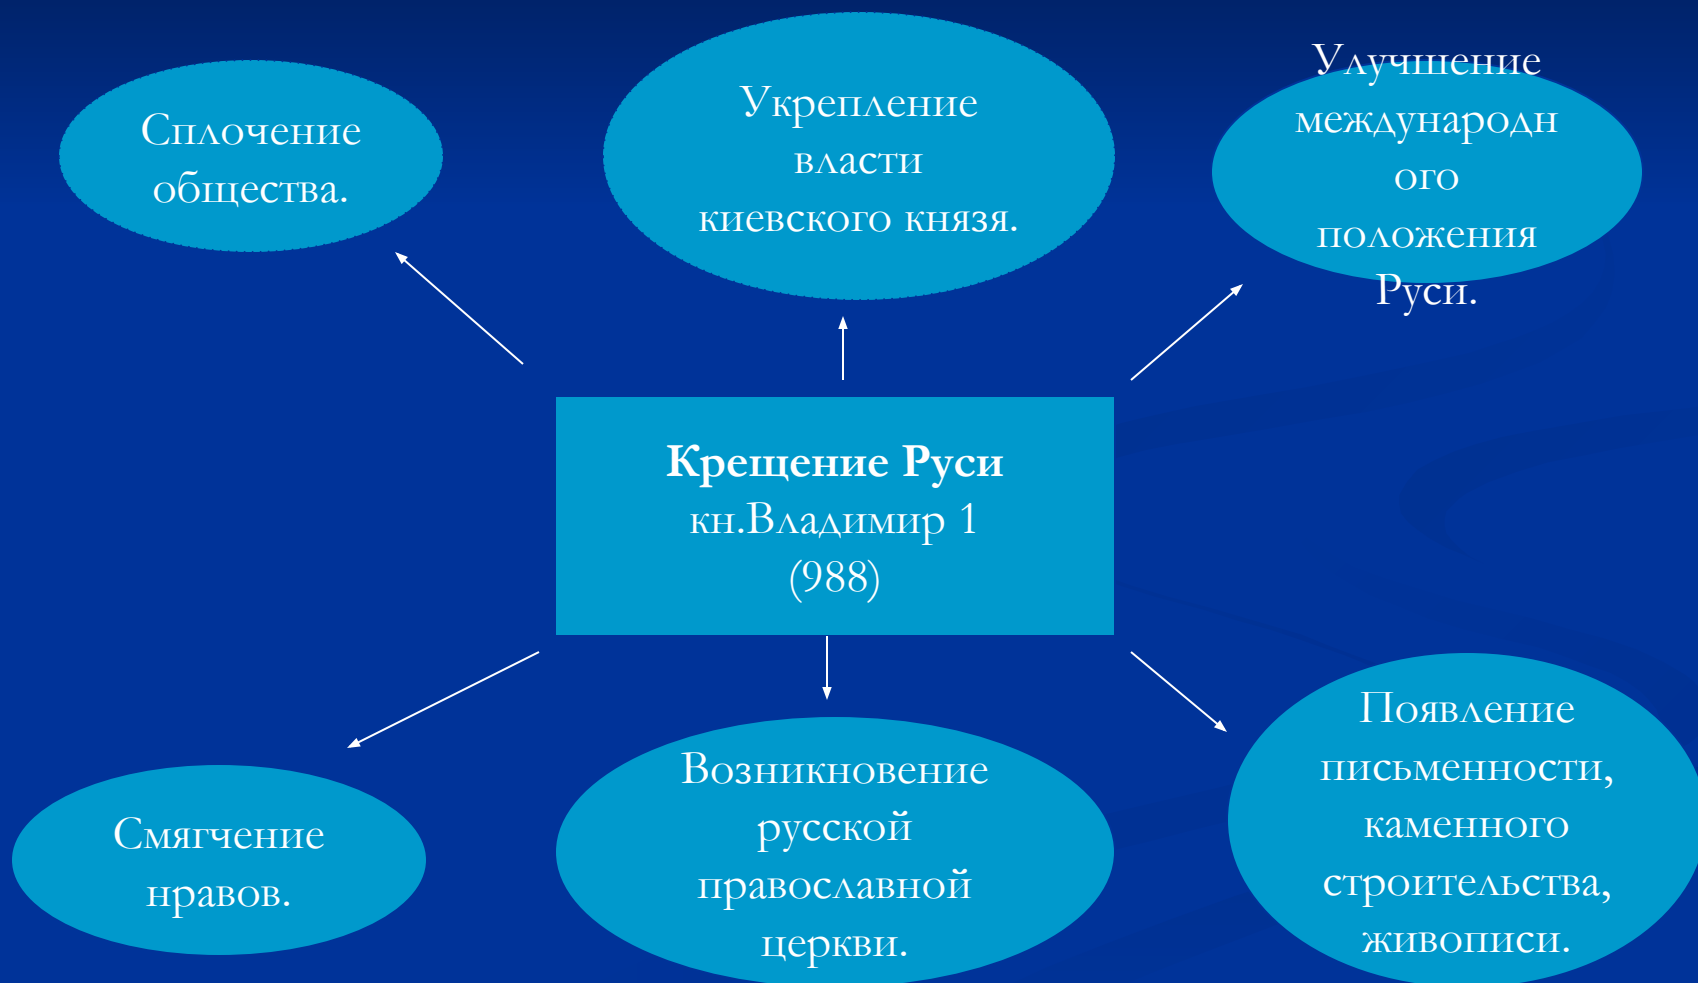 Сплочение
общества.
Укрепление
власти
киевского князя.
Улучшение
международн
ого
положения
Руси.
Крещение Руси
кн.Владимир 1
(988)
Смягчение
нравов.
Возникновение
русской
православной
церкви.
Появление
письменности,
каменного
строительства,
живописи.